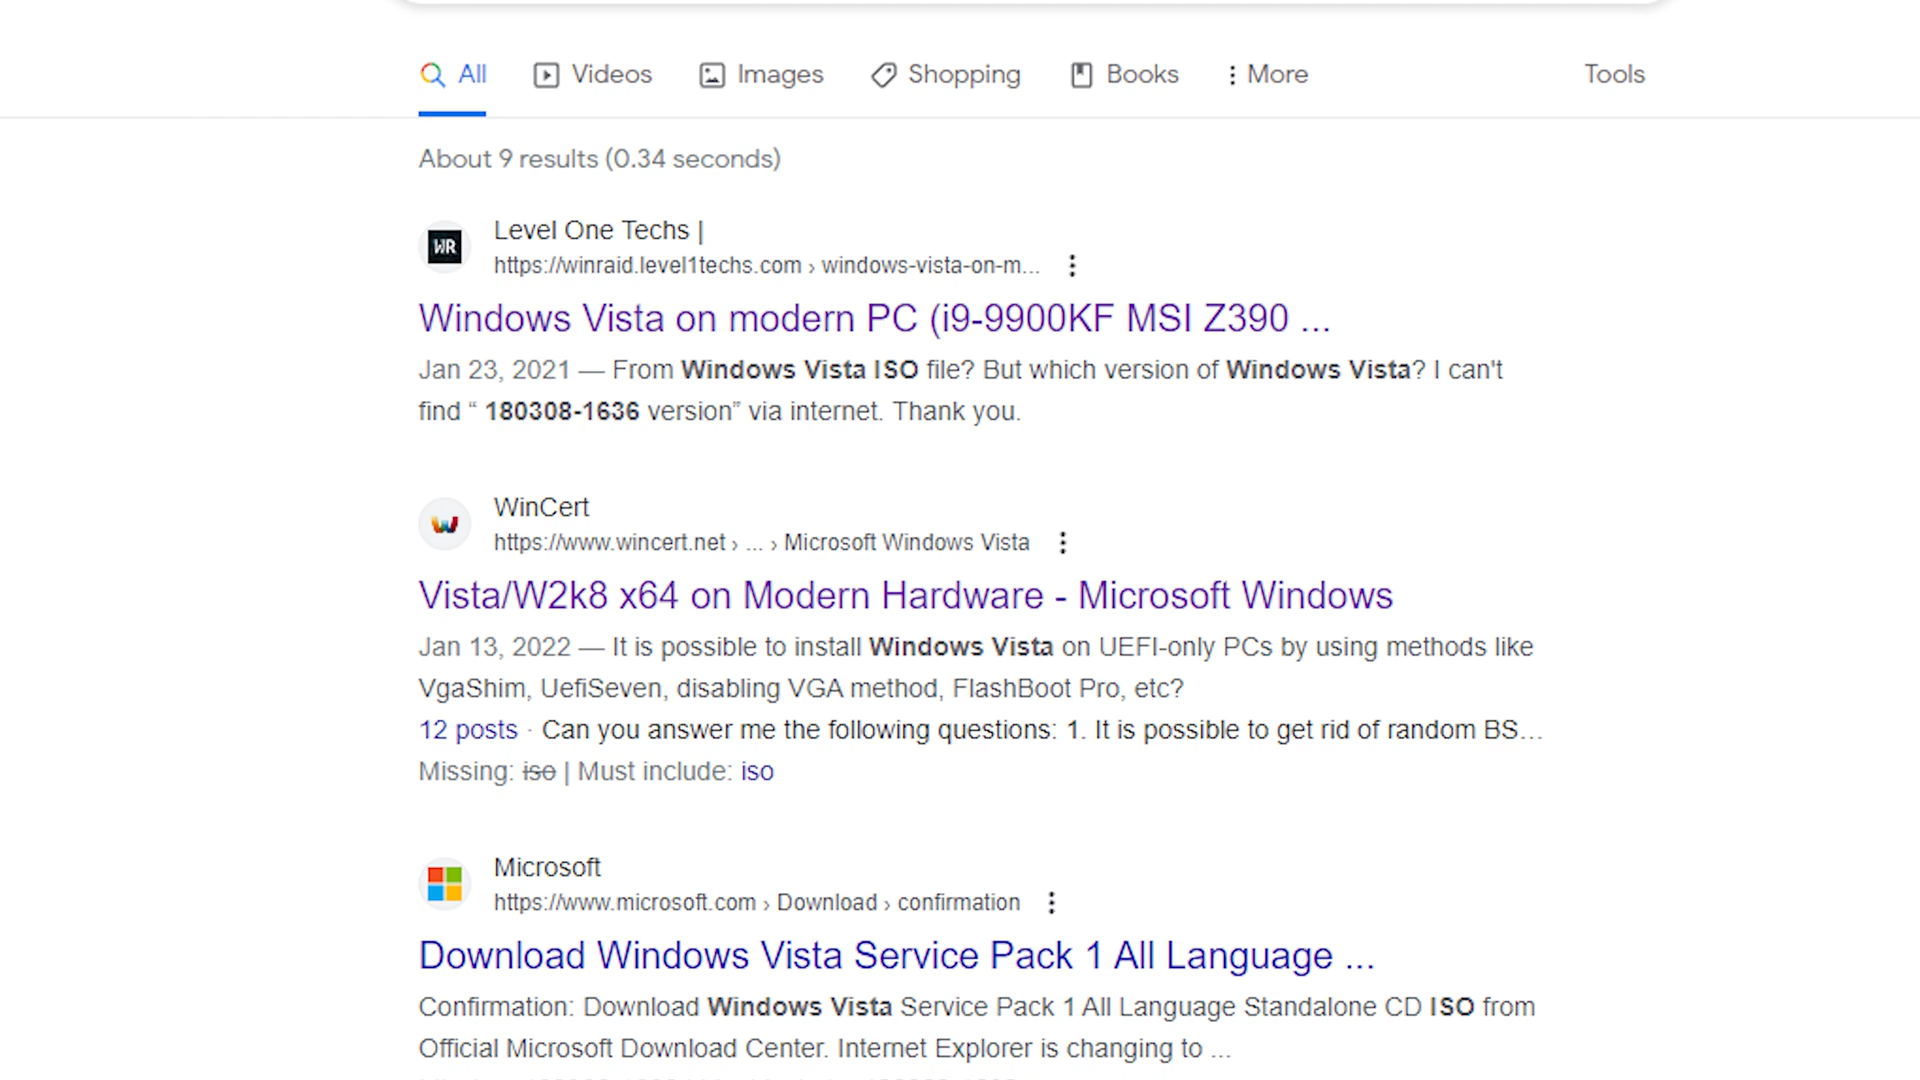 All Videos Images Shopping Books More Tools
About 9 results (0.34 seconds)
WR
Level One Techs |
https://winraid.level1techs.com › windows-vista-on-m...
Windows Vista on modern PC (i9-9900KF MSI Z390 ...
Jan 23, 2021 — From Windows Vista ISO file? But which version of Windows Vista? I can't
find “ 180308-1636 version” via internet. Thank you.
WinCert
https://www.wincert.net › ... › Microsoft Windows Vista
Vista/W2k8 x64 on Modern Hardware - Microsoft Windows
Jan 13, 2022 — It is possible to install Windows Vista on UEFI-only PCs by using methods like
VgaShim, UefiSeven, disabling VGA method, FlashBoot Pro, etc?
12 posts · Can you answer me the following questions: 1. It is possible to get rid of random BS...
Missing: iso | Must include: iso
Microsoft
https://www.microsoft.com › Download › confirmation
Download Windows Vista Service Pack 1 All Language ...
Confirmation: Download Windows Vista Service Pack 1 All Language Standalone CD ISO from
Official Microsoft Download Center. Internet Explorer is changing to ...